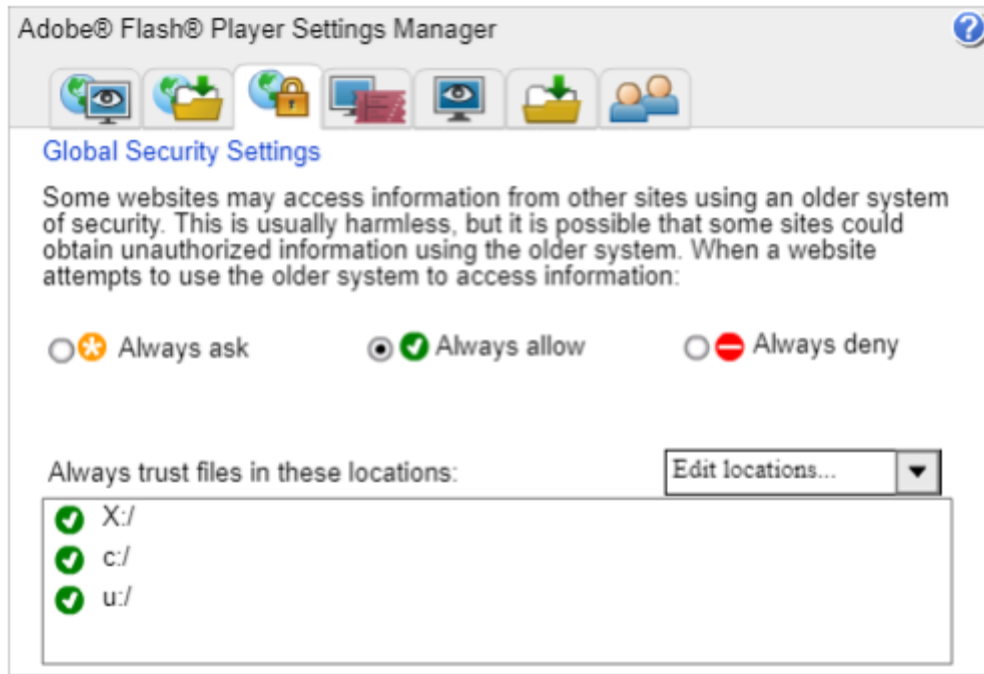 Adobe® Flash® Player Settings Manager
?
Global Security Settings
Some websites may access information from other sites using an older system
of security. This is usually harmless, but it is possible that some sites could
obtain unauthorized information using the older system. When a website
attempts to use the older system to access information:
Always ask Always allow Always deny
Always trust files in these locations: Edit locations...
X:/
c:/
u:/